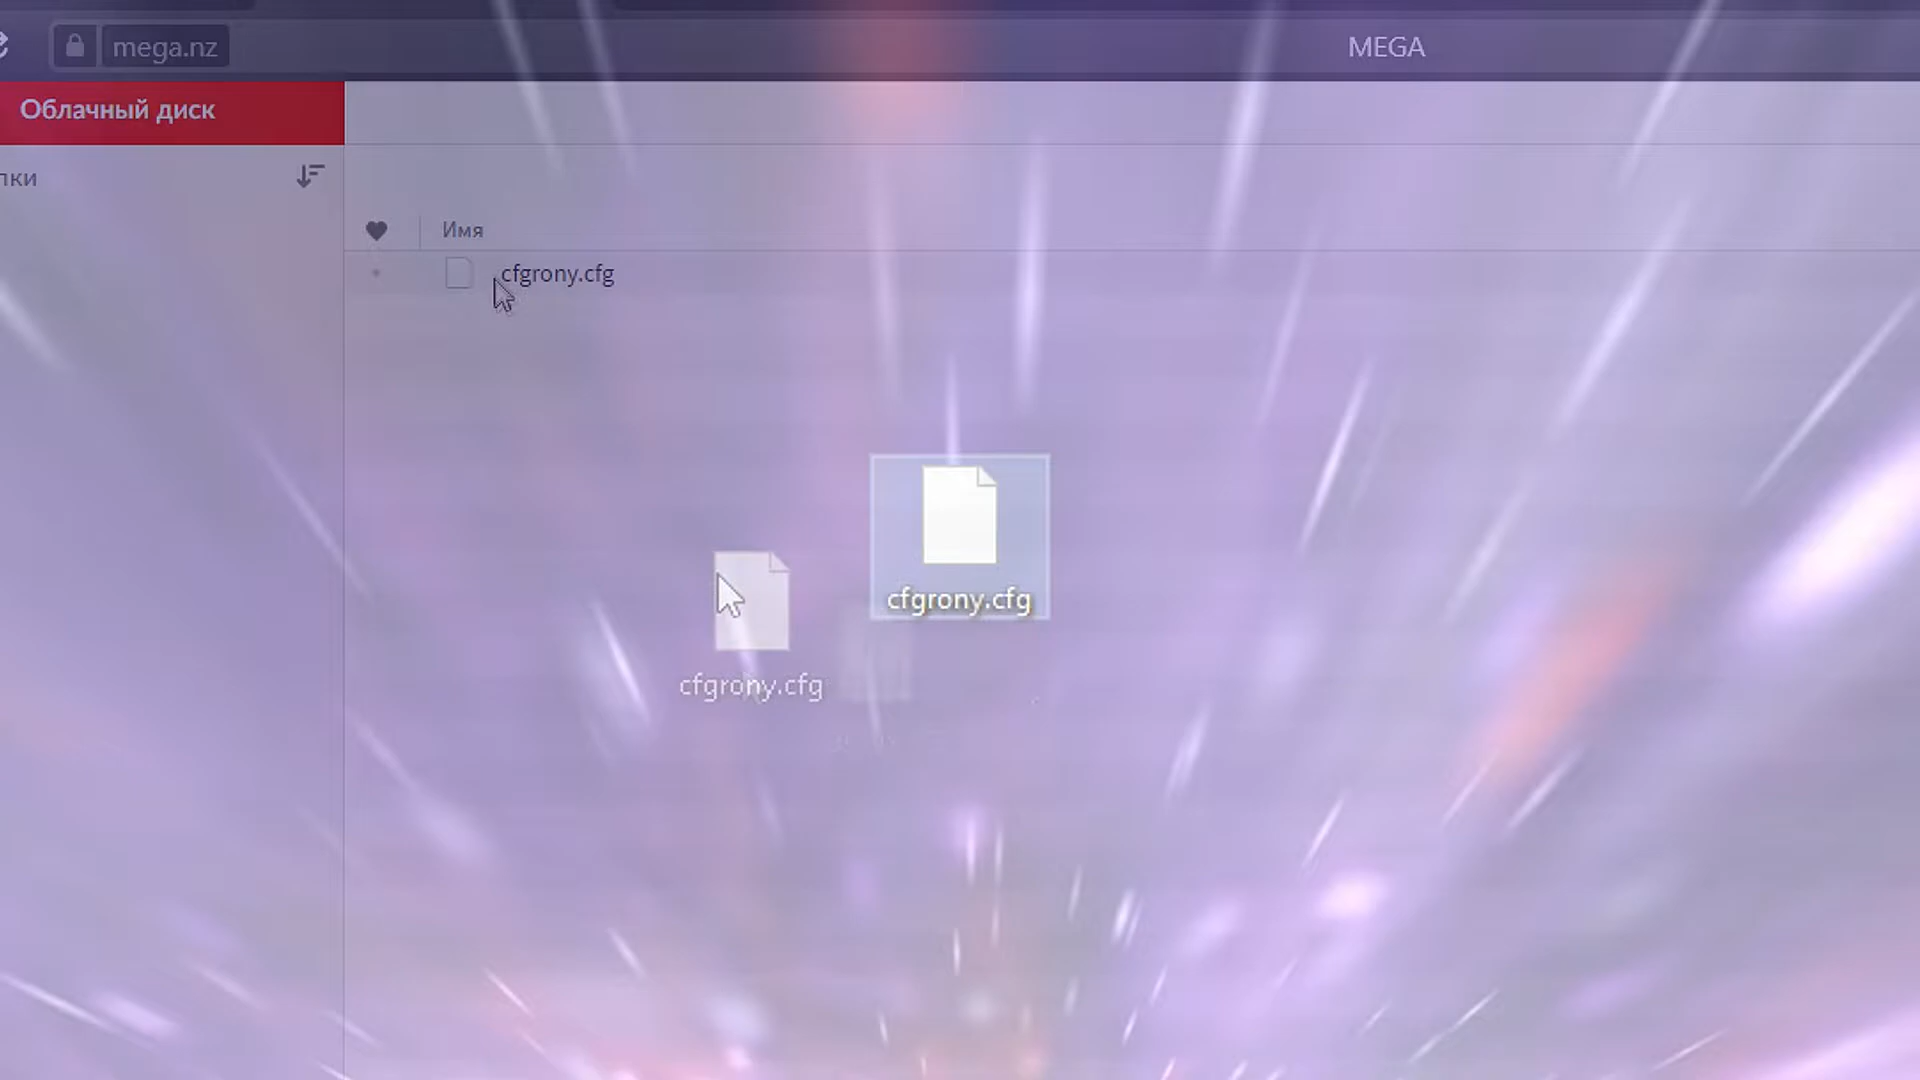 mega.nz
MEGA
Облачный диск
пки
Имя
cfgrony.cfg
cfgrony.cfg
cfgrony.cfg